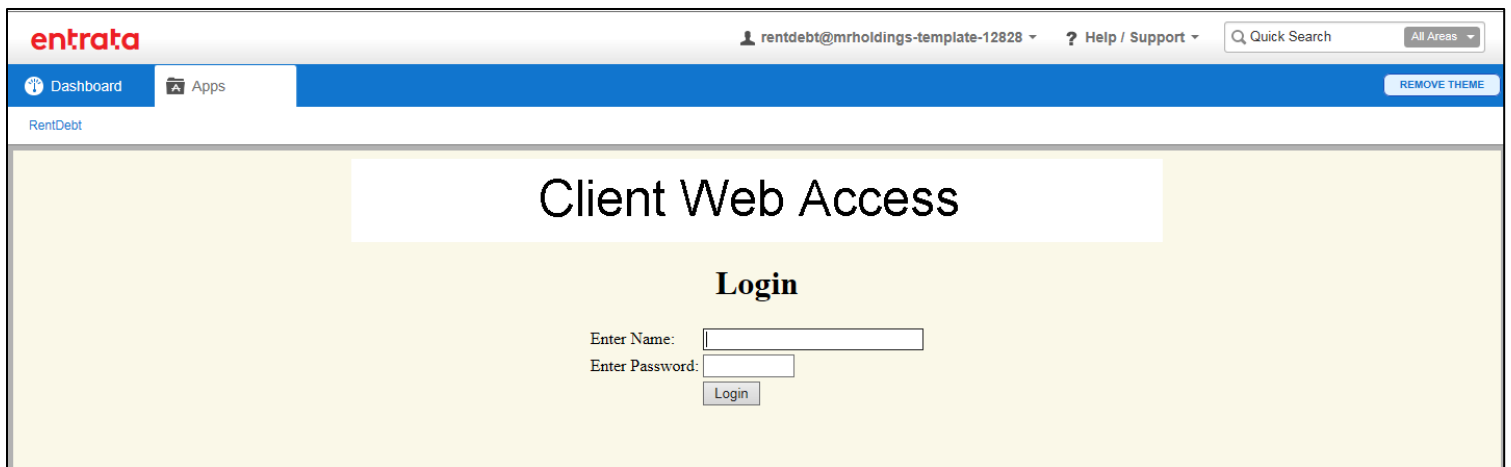 entrata rentdebt@mrholdings-template-12828 ? Help / Support Quick Search All Areas
Dashboard Apps REMOVE THEME
RentDebt
Client Web Access
Login
Enter Name:
Enter Password:
Login